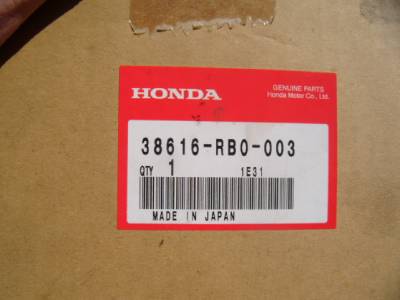 HONDA
GENUINE PARTS
Honda Motor Co., Ltd.
38616-RB0-003
QTY 1 1E31
MADE IN JAPAN